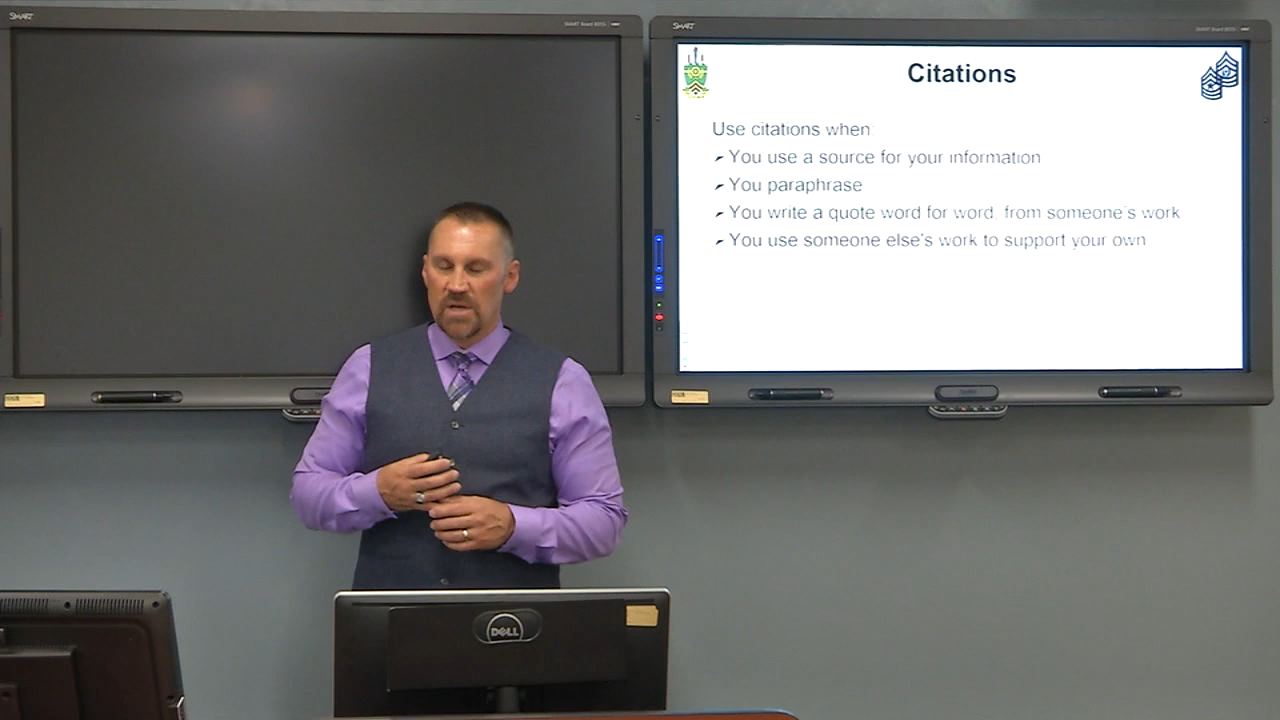 SMART
SMART
Citations
Use citations when:
You use a source for your information
You paraphrase
You write a quote word for word, from someone's work
You use someone else's work to support your own
DELL